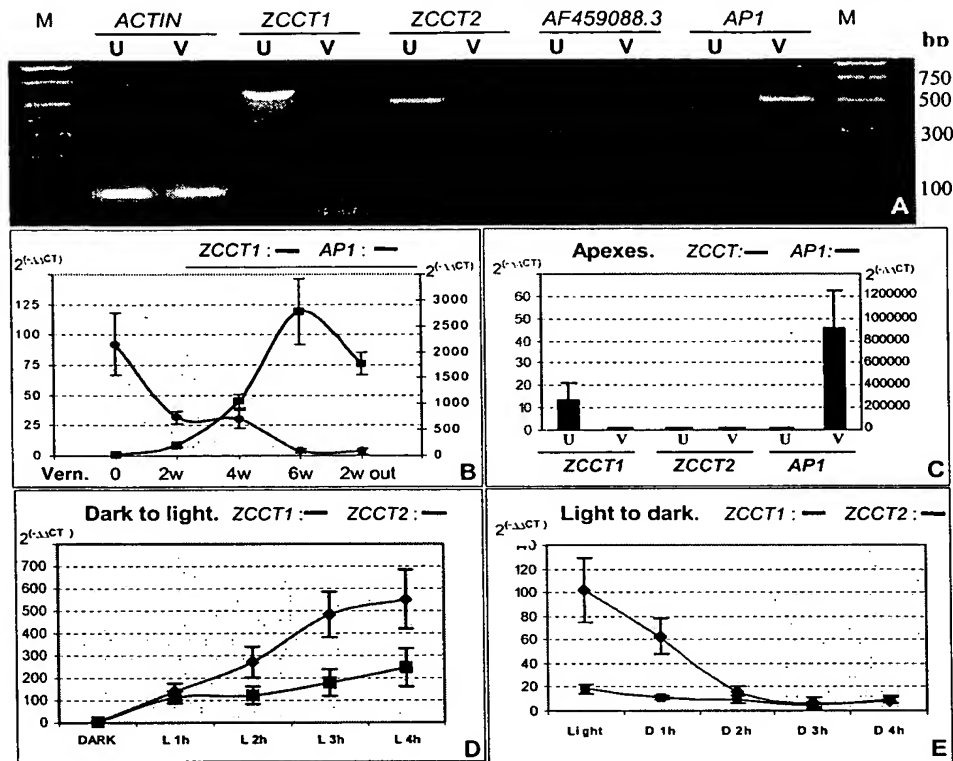 M ACTIN ZCCT1 ZCCT2 AF459088.3 AP1 M
U V U V U V U V U V bp
750
500
300
100
A
ZCCT1 : AP1 :
2^(-ΔΔCT) 2^(-ΔΔCT)
125 3000
100 2500
75 2000
1500
50 1000
25 500
0 0
Vern. 0 2w 4w 6w 2w out B
Apexes. ZCCT: AP1:
2^(-ΔΔCT) 2^(-ΔΔCT)
60 1200000
50 1000000
40 800000
30 600000
20 400000
10 200000
0 0
U V U V U V
ZCCT1 ZCCT2 AP1 C
Dark to light. ZCCT1 : ZCCT2 :
2^(-ΔΔCT)
700
600
500
400
300
200
100
0
DARK L 1h L 2h L 3h L 4h D
Light to dark. ZCCT1 : ZCCT2 :
2^(-ΔΔCT)
120
100
80
60
40
20
0
Light D 1h D 2h D 3h D 4h E